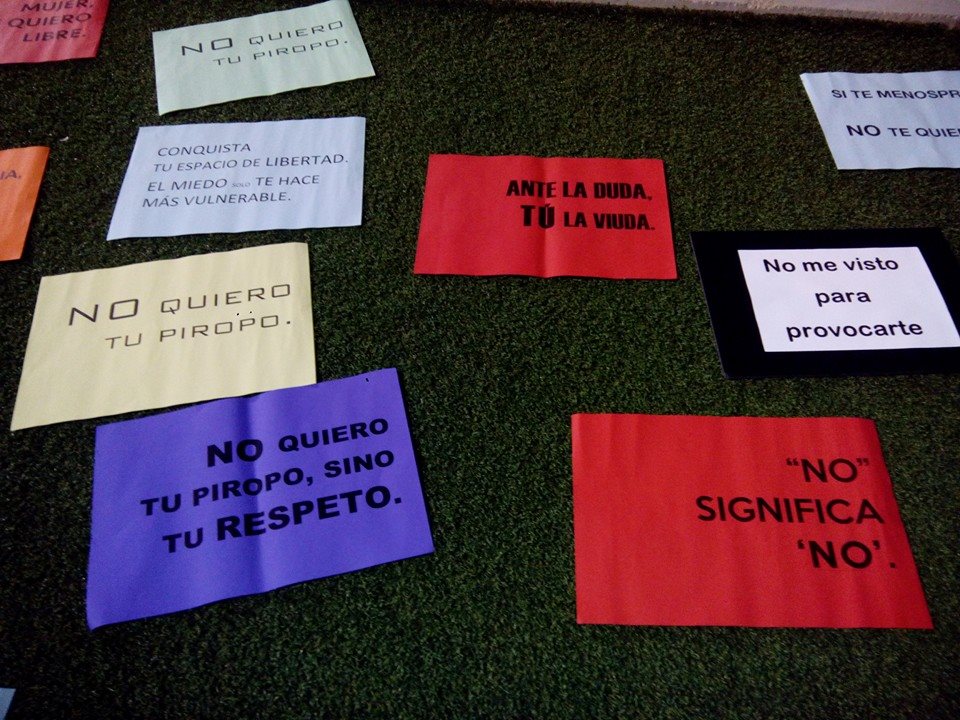 MUJER,
QUIERO
LIBRE.
NO QUIERO
TU PIROPO.
SI TE MENOSPR
NO TE QUIE
CONQUISTA
TU ESPACIO DE LIBERTAD.
EL MIEDO SOLO TE HACE
MÁS VULNERABLE.
ANTE LA DUDA,
TÚ LA VIUDA.
No me visto
para
provocarte
NO QUIERO
TU PIROPO.
NO QUIERO
TU PIROPO, SINO
TU RESPETO.
"NO"
SIGNIFICA
'NO'.